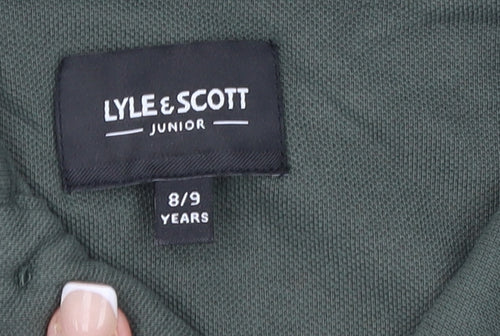 LYLE & SCOTT
JUNIOR
8/9
YEARS